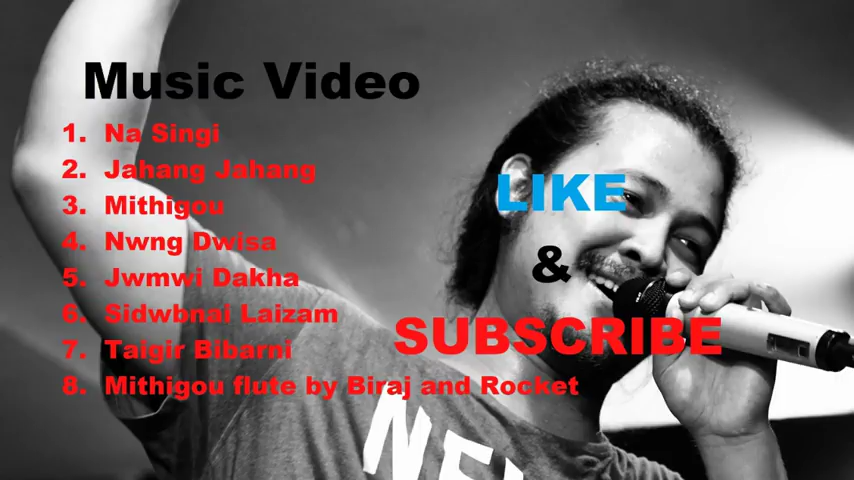 Music Video
1. Na Singi
2. Jahang Jahang
3. Mithigou
4. Nwng Dwisa
5. Jwmwi Dakha
6. Sidwbnai Laizam
7. Taigir Bibarni
8. Mithigou flute by Biraj and Rocket
LIKE
&
SUBSCRIBE